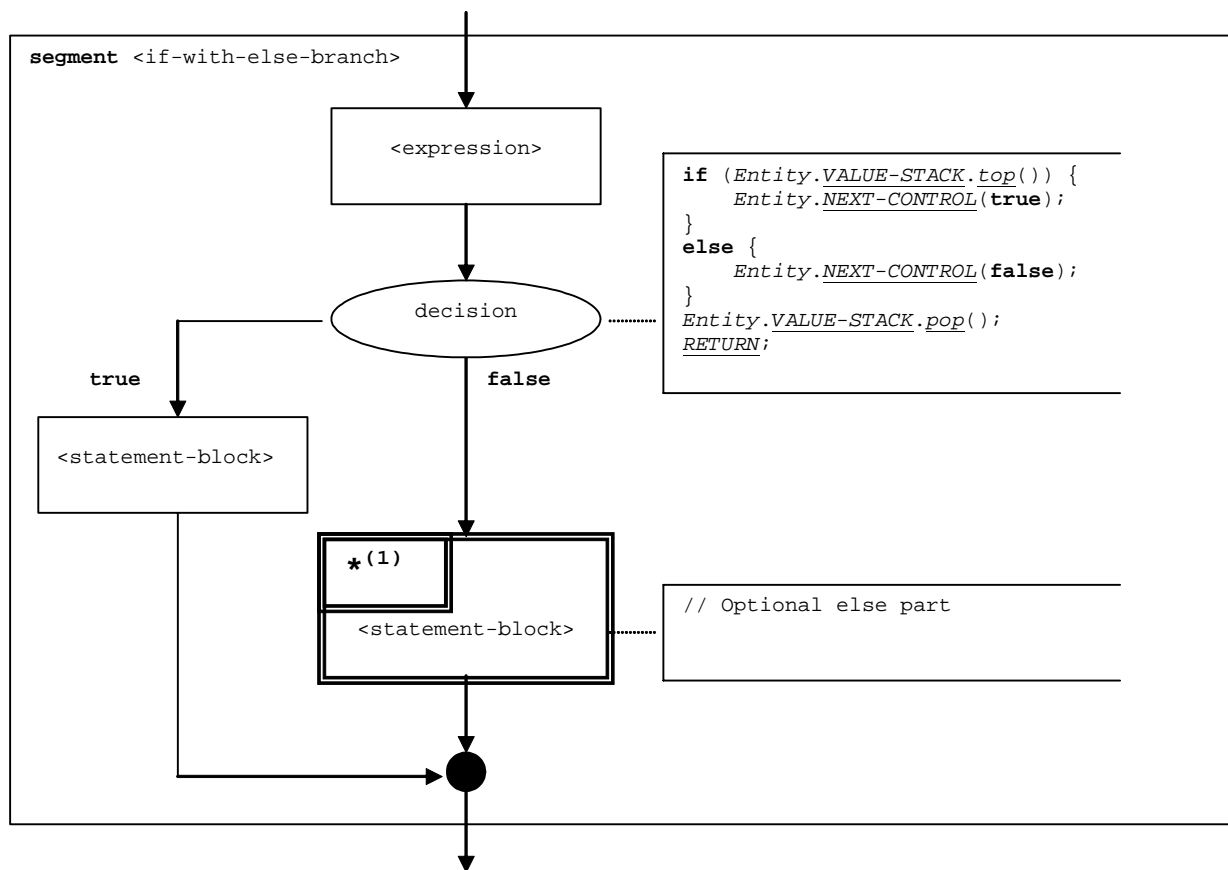 segment <if-with-else-branch>
<expression>
if (Entity.VALUE-STACK.top()) {
    Entity.NEXT-CONTROL(true);
}
else {
    Entity.NEXT-CONTROL(false);
}
Entity.VALUE-STACK.pop();
RETURN;
decision
true
false
<statement-block>
*(1)
<statement-block>
// Optional else part